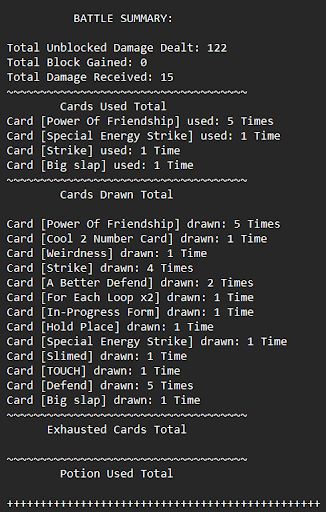 BATTLE SUMMARY:
Total Unblocked Damage Dealt: 122
Total Block Gained: 0
Total Damage Received: 15
~~~~~~~~~~~~~~~~~~~~~~~~~~~~~~~~~~~~
Cards Used Total
Card [Power Of Friendship] used: 5 Times
Card [Special Energy Strike] used: 1 Time
Card [Strike] used: 1 Time
Card [Big slap] used: 1 Time
~~~~~~~~~~~~~~~~~~~~~~~~~~~~~~~~~~~~
Cards Drawn Total
Card [Power Of Friendship] drawn: 5 Times
Card [Cool 2 Number Card] drawn: 1 Time
Card [Weirdness] drawn: 1 Time
Card [Strike] drawn: 4 Times
Card [A Better Defend] drawn: 2 Times
Card [For Each Loop x2] drawn: 1 Time
Card [In-Progress Form] drawn: 1 Time
Card [Hold Place] drawn: 1 Time
Card [Special Energy Strike] drawn: 1 Time
Card [Slimed] drawn: 1 Time
Card [TOUCH] drawn: 1 Time
Card [Defend] drawn: 5 Times
Card [Big slap] drawn: 1 Time
~~~~~~~~~~~~~~~~~~~~~~~~~~~~~~~~~~~~
Exhausted Cards Total
~~~~~~~~~~~~~~~~~~~~~~~~~~~~~~~~~~~~
Potion Used Total
+++++++++++++++++++++++++++++++++++++++++++++++